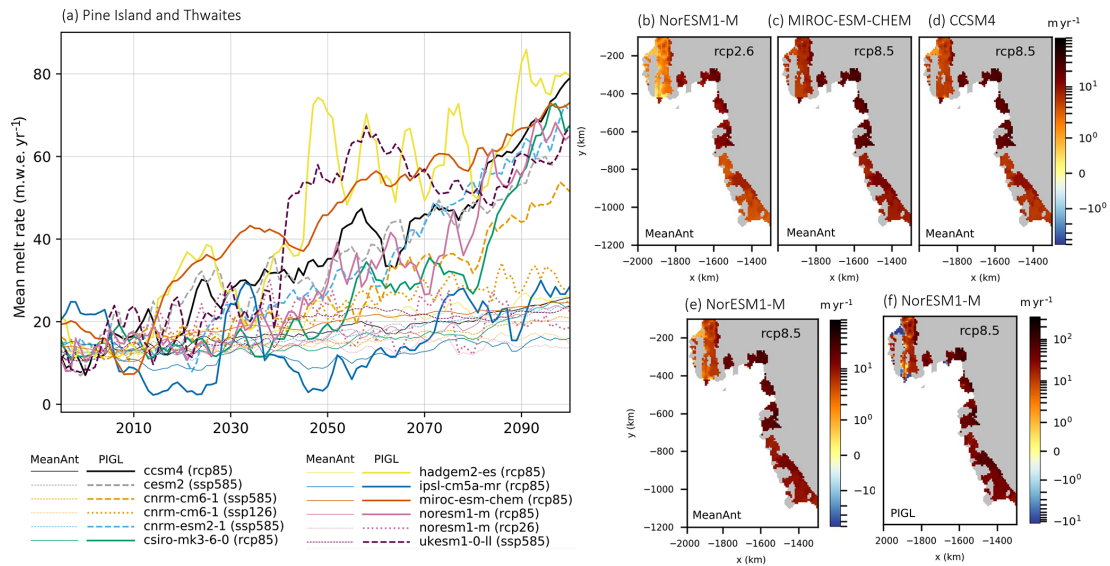 (a) Pine Island and Thwaites
Mean melt rate (m.w.e. yr⁻¹)
80
60
40
20
0
2010 2030 2050 2070 2090
MeanAnt PIGL
ccsm4 (rcp85)
cesm2 (ssp585)
cnrm-cm6-1 (ssp585)
cnrm-cm6-1 (ssp126)
cnrm-esm2-1 (ssp585)
csiro-mk3-6-0 (rcp85)
MeanAnt PIGL
hadgem2-es (rcp85)
ipsl-cm5a-mr (rcp85)
miroc-esm-chem (rcp85)
noresm1-m (rcp85)
noresm1-m (rcp26)
ukesm1-0-ll (ssp585)
(b) NorESM1-M
rcp2.6
MeanAnt
y (km)
−200
−400
−600
−800
−1000
−1200
−2000 −1800 −1600 −1400
x (km)
(c) MIROC-ESM-CHEM
rcp8.5
MeanAnt
−2000 −1800 −1600 −1400
x (km)
(d) CCSM4
rcp8.5
MeanAnt
−2000 −1800 −1600 −1400
x (km)
m yr⁻¹
10¹
10⁰
0
−10⁰
(e) NorESM1-M
rcp8.5
MeanAnt
y (km)
−200
−400
−600
−800
−1000
−1200
−2000 −1800 −1600 −1400
x (km)
m yr⁻¹
10¹
10⁰
0
−10
(f) NorESM1-M
rcp8.5
PIGL
−2000 −1800 −1600 −1400
x (km)
m yr⁻¹
10²
10¹
10⁰
0
−10⁰
−10¹